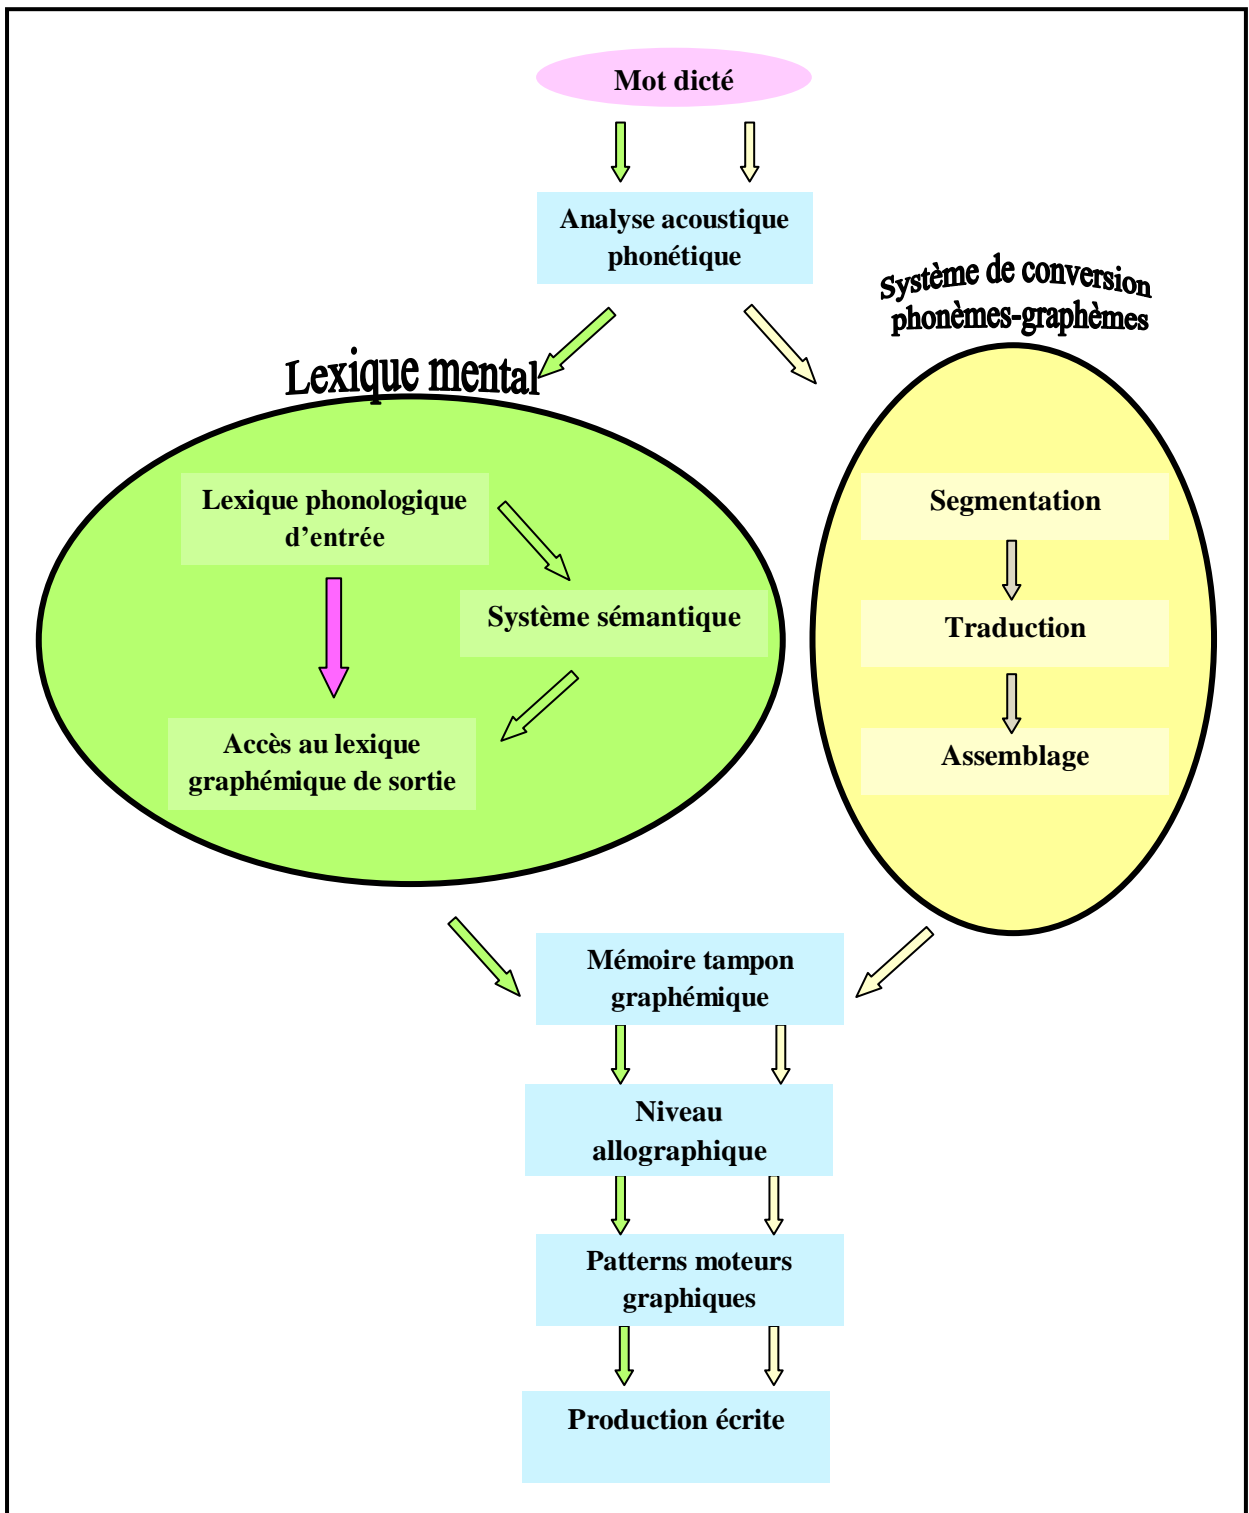 Mot dicté
Analyse acoustique
phonétique
Système de conversion
phonèmes-graphèmes
Lexique mental
Lexique phonologique
d’entrée
Système sémantique
Accès au lexique
graphémique de sortie
Segmentation
Traduction
Assemblage
Mémoire tampon
graphémique
Niveau
allographique
Patterns moteurs
graphiques
Production écrite